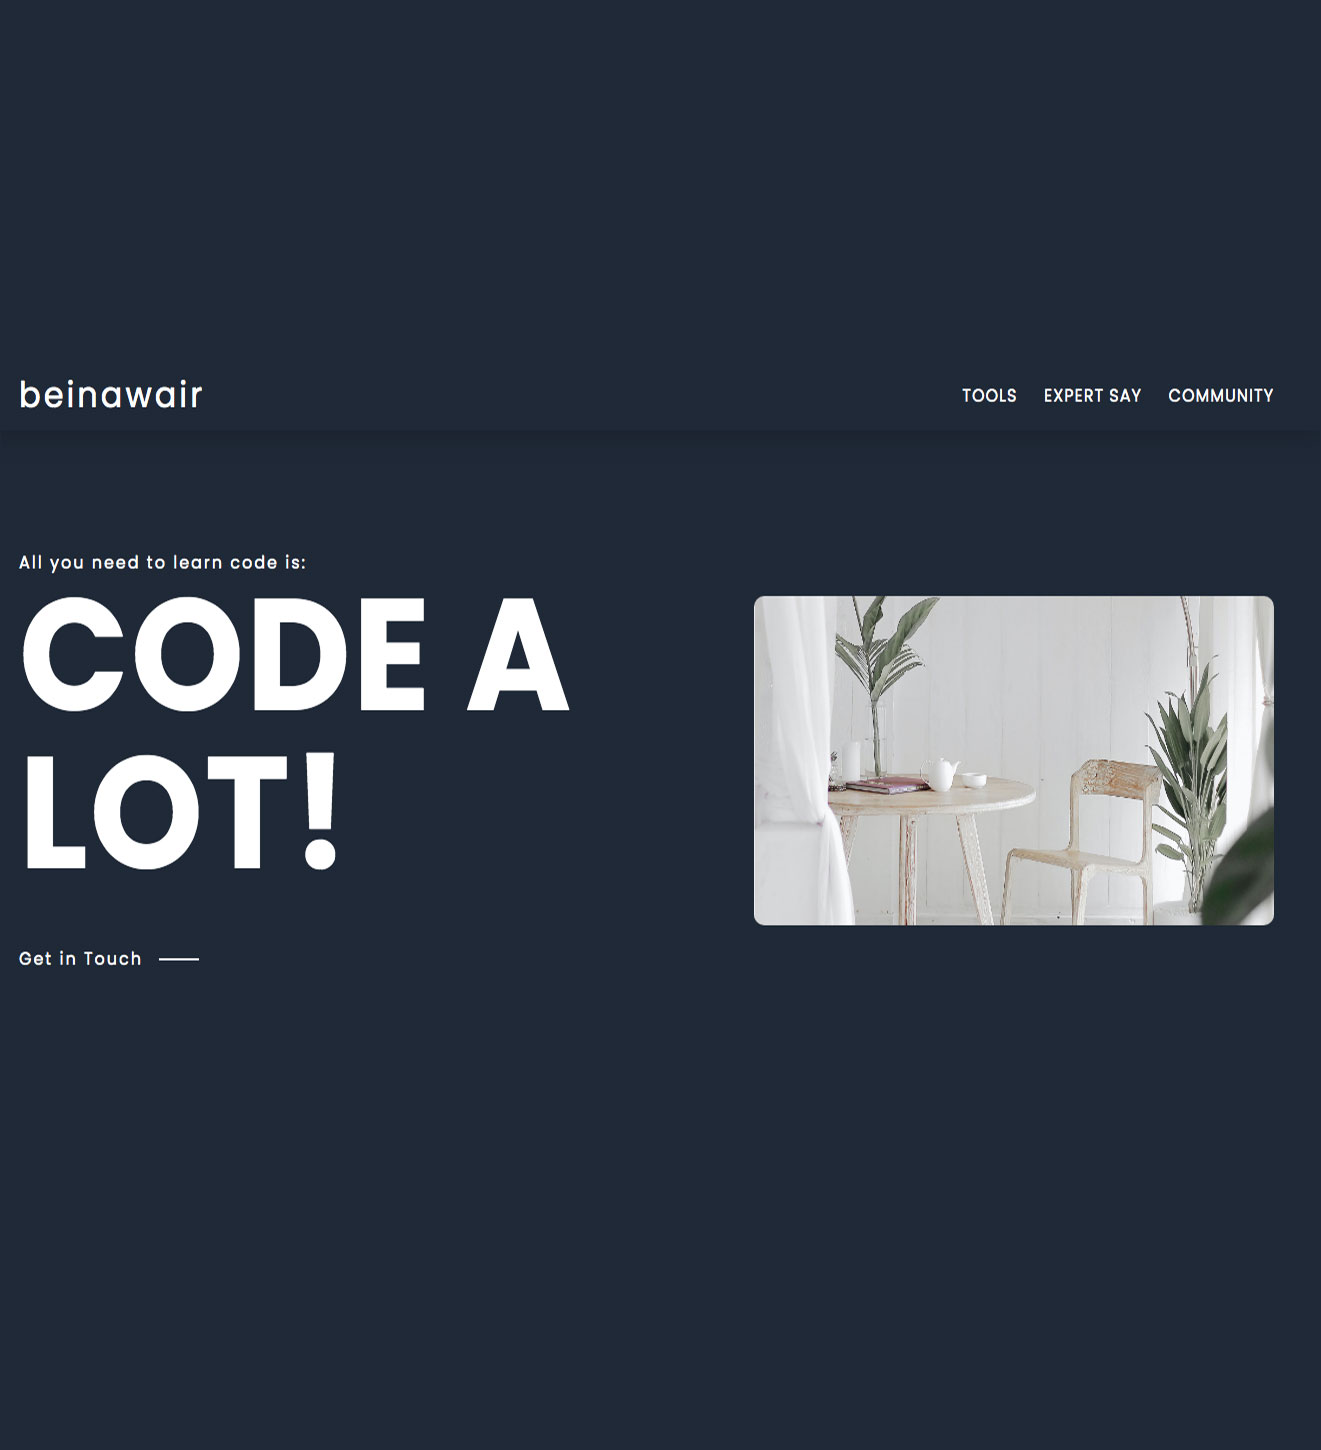 beinawair
TOOLS EXPERT SAY COMMUNITY
All you need to learn code is:
CODE A
LOT!
Get in Touch